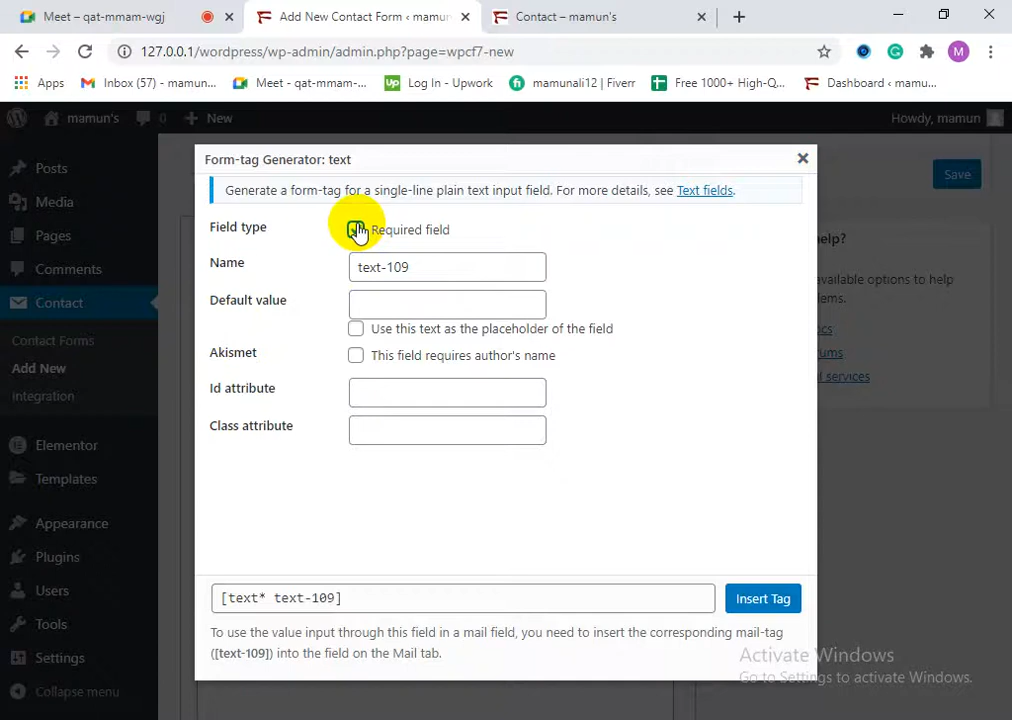 Meet – qat-mmam-wgj
Add New Contact Form ‹ mamun
Contact – mamun's
127.0.0.1/wordpress/wp-admin/admin.php?page=wpcf7-new
M
Apps
Inbox (57) - mamun...
Meet - qat-mmam-...
Up
Log In - Upwork
fi
mamunali12 | Fiverr
Free 1000+ High-Q...
Dashboard ‹ mamu...
mamun's
0
New
Howdy, mamun
Posts
Media
Pages
Comments
Contact
Contact Forms
Add New
Integration
Elementor
Templates
Appearance
Plugins
Users
Tools
Settings
Collapse menu
Save
help?
available options to help
Form-tag Generator: text
Generate a form-tag for a single-line plain text input field. For more details, see Text fields.
Field type
Required field
Name
text-109
Default value
Use this text as the placeholder of the field
Akismet
This field requires author's name
Id attribute
Class attribute
[text* text-109]
Insert Tag
To use the value input through this field in a mail field, you need to insert the corresponding mail-tag
([text-109]) into the field on the Mail tab.
Activate Windows
Go to Settings to activate Windows.